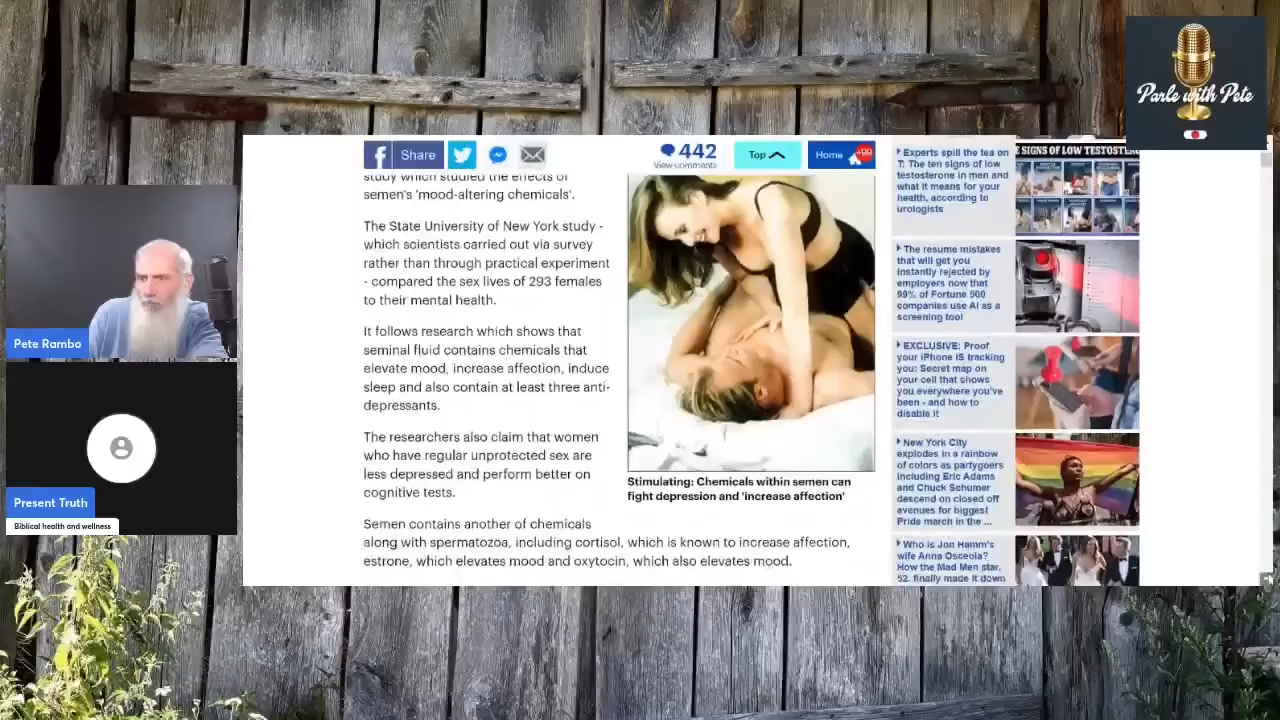 Parle with Pete
Share
442
View comments
Top
Home
study which studied the effects of
semen's 'mood-altering chemicals'.
The State University of New York study -
which scientists carried out via survey
rather than through practical experiment
- compared the sex lives of 293 females
to their mental health.
It follows research which shows that
seminal fluid contains chemicals that
elevate mood, increase affection, induce
sleep and also contain at least three anti-
depressants.
The researchers also claim that women
who have regular unprotected sex are
less depressed and perform better on
cognitive tests.
Semen contains another of chemicals
along with spermatozoa, including cortisol, which is known to increase affection,
estrone, which elevates mood and oxytocin, which also elevates mood.
Stimulating: Chemicals within semen can
fight depression and 'increase affection'
Experts spill the tea on
T: The ten signs of low
testosterone in men and
what it means for your
health, according to
urologists
E SIGNS OF LOW TESTOSTER
The resume mistakes
that will get you
instantly rejected by
employers now that
99% of Fortune 500
companies use AI as a
screening tool
EXCLUSIVE: Proof
your iPhone IS tracking
you: Secret map on
your cell that shows
you everywhere you've
been - and how to
disable it
New York City
explodes in a rainbow
of colors as partygoers
including Eric Adams
and Chuck Schumer
descend on closed off
avenues for biggest
Pride march in the ...
Who is Jon Hamm's
wife Anna Osceola?
How the Mad Men star,
52, finally made it down
Pete Rambo
Present Truth
Biblical health and wellness